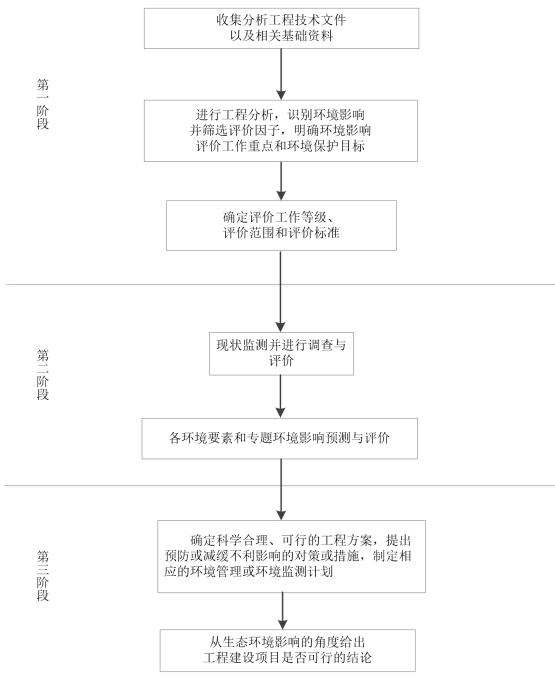 收集分析工程技术文件
以及相关基础资料
第一阶段
进行工程分析，识别环境影响
并筛选评价因子，明确环境影响
评价工作重点和环境保护目标
确定评价工作等级、
评价范围和评价标准
第二阶段
现状监测并进行调查与
评价
各环境要素和专题环境影响预测与评价
第三阶段
确定科学合理、可行的工程方案，提出
预防或减缓不利影响的对策或措施，制定相
应的环境管理或环境监测计划
从生态环境影响的角度给出
工程建设项目是否可行的结论